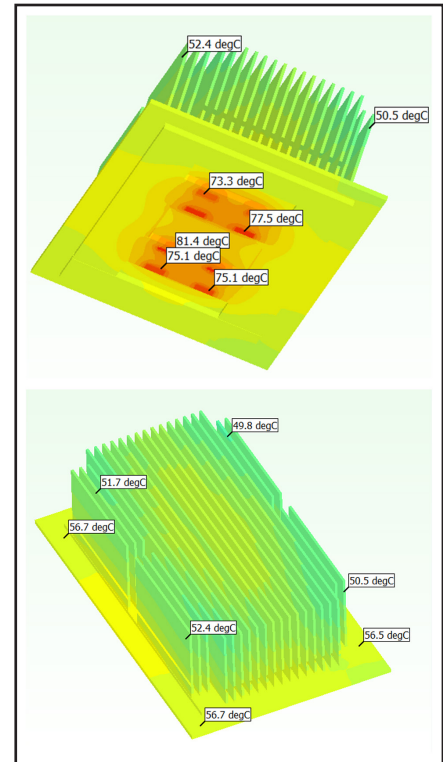 52.4 degC
50.5 degC
73.3 degC
77.5 degC
81.4 degC
75.1 degC
75.1 degC
49.8 degC
51.7 degC
56.7 degC
50.5 degC
52.4 degC
56.5 degC
56.7 degC